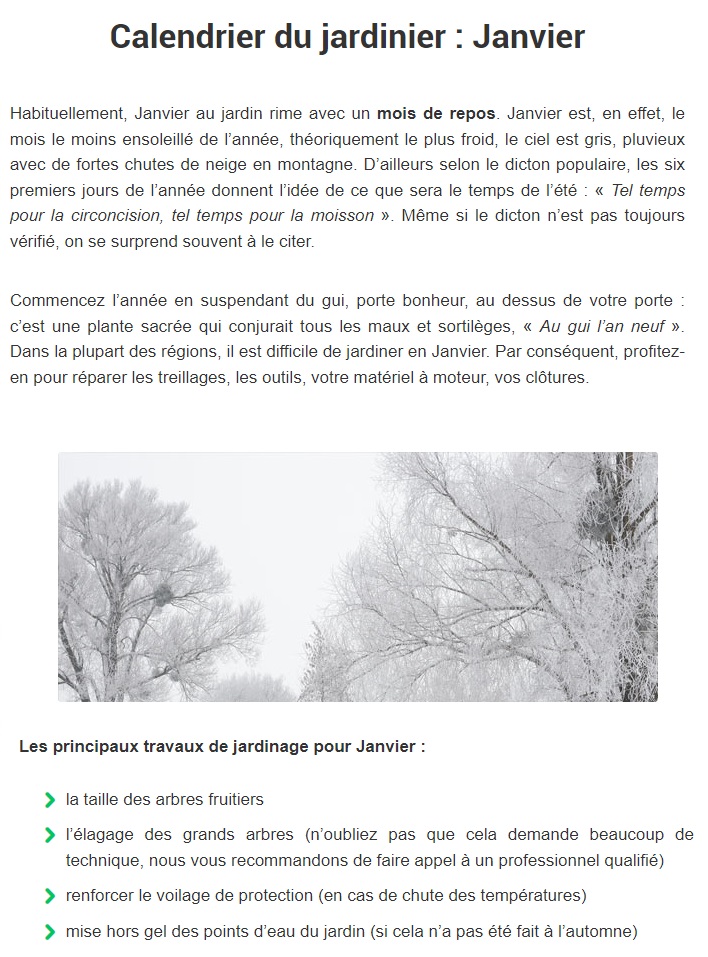 Calendrier du jardinier : Janvier
Habituellement, Janvier au jardin rime avec un mois de repos. Janvier est, en effet, le
mois le moins ensoleillé de l’année, théoriquement le plus froid, le ciel est gris, pluvieux
avec de fortes chutes de neige en montagne. D’ailleurs selon le dicton populaire, les six
premiers jours de l’année donnent l’idée de ce que sera le temps de l’été : « Tel temps
pour la circoncision, tel temps pour la moisson ». Même si le dicton n’est pas toujours
vérifié, on se surprend souvent à le citer.
Commencez l’année en suspendant du gui, porte bonheur, au dessus de votre porte :
c’est une plante sacrée qui conjurait tous les maux et sortilèges, « Au gui l’an neuf ».
Dans la plupart des régions, il est difficile de jardiner en Janvier. Par conséquent, profitez-
en pour réparer les treillages, les outils, votre matériel à moteur, vos clôtures.
Les principaux travaux de jardinage pour Janvier :
la taille des arbres fruitiers
l’élagage des grands arbres (n’oubliez pas que cela demande beaucoup de
technique, nous vous recommandons de faire appel à un professionnel qualifié)
renforcer le voilage de protection (en cas de chute des températures)
mise hors gel des points d’eau du jardin (si cela n’a pas été fait à l’automne)